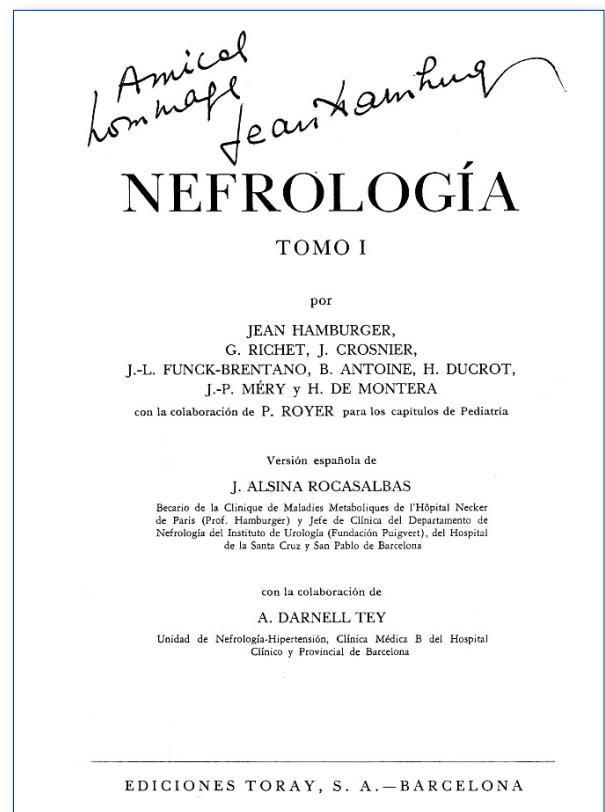 Amical
hommage
Jean Hamburger
NEFROLOGÍA
TOMO I
por
JEAN HAMBURGER,
G. RICHET, J. CROSNIER,
J.-L. FUNCK-BRENTANO, B. ANTOINE, H. DUCROT,
J.-P. MÉRY y H. DE MONTERA
con la colaboración de P. ROYER para los capítulos de Pediatría
Versión española de
J. ALSINA ROCASALBAS
Becario de la Clinique de Maladies Metaboliques de l'Hôpital Necker
de Paris (Prof. Hamburger) y Jefe de Clínica del Departamento de
Nefrología del Instituto de Urología (Fundación Puigvert), del Hospital
de la Santa Cruz y San Pablo de Barcelona
con la colaboración de
A. DARNELL TEY
Unidad de Nefrología-Hipertensión, Clínica Médica B del Hospital
Clínico y Provincial de Barcelona
EDICIONES TORAY, S. A.—BARCELONA